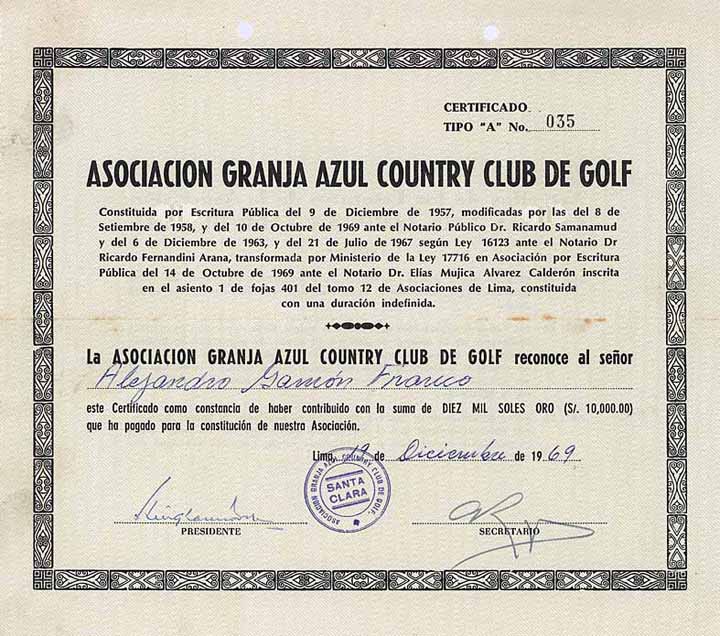 CERTIFICADO
TIPO "A" No. 035
ASOCIACION GRANJA AZUL COUNTRY CLUB DE GOLF
Constituida por Escritura Pública del 9 de Diciembre de 1957, modificadas por las del 8 de
Setiembre de 1958, y del 10 de Octubre de 1969 ante el Notario Público Dr. Ricardo Samanamud
y del 6 de Diciembre de 1963, y del 21 de Julio de 1967 según Ley 16123 ante el Notario Dr
Ricardo Fernandini Arana, transformada por Ministerio de la Ley 17716 en Asociación por Escritura
Pública del 14 de Octubre de 1969 ante el Notario Dr. Elías Mujica Alvarez Calderón inscrita
en el asiento 1 de fojas 401 del tomo 12 de Asociaciones de Lima, constituida
con una duración indefinida.
La ASOCIACION GRANJA AZUL COUNTRY CLUB DE GOLF reconoce al señor
Alejandro Gamón Franco
este Certificado como constancia de haber contribuido con la suma de DIEZ MIL SOLES ORO (S/. 10,000.00)
que ha pagado para la constitución de nuestra Asociación.
Lima, 19 de Diciembre de 1969
ASOCIACION GRANJA AZUL COUNTRY CLUB DE GOLF.
SANTA
CLARA
PRESIDENTE
SECRETARIO